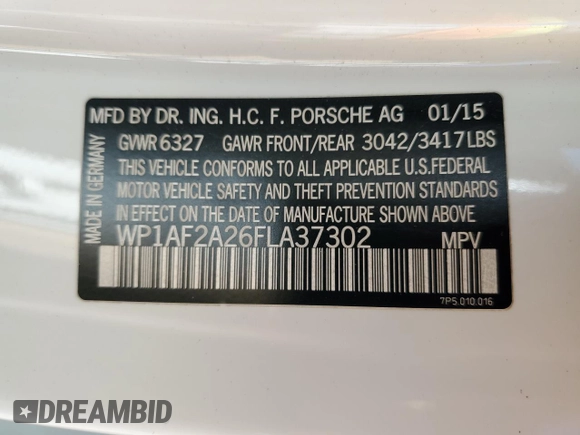 MFD BY DR. ING. H.C. F. PORSCHE AG 01/15
GVWR 6327 GAWR FRONT/REAR 3042/3417LBS
THIS VEHICLE CONFORMS TO ALL APPLICABLE U.S.FEDERAL
MOTOR VEHICLE SAFETY AND THEFT PREVENTION STANDARDS
IN EFFECT ON THE DATE OF MANUFACTURE SHOWN ABOVE
WP1AF2A26FLA37302 MPV
7P5.010.016
MADE IN GERMANY
DREAMBID